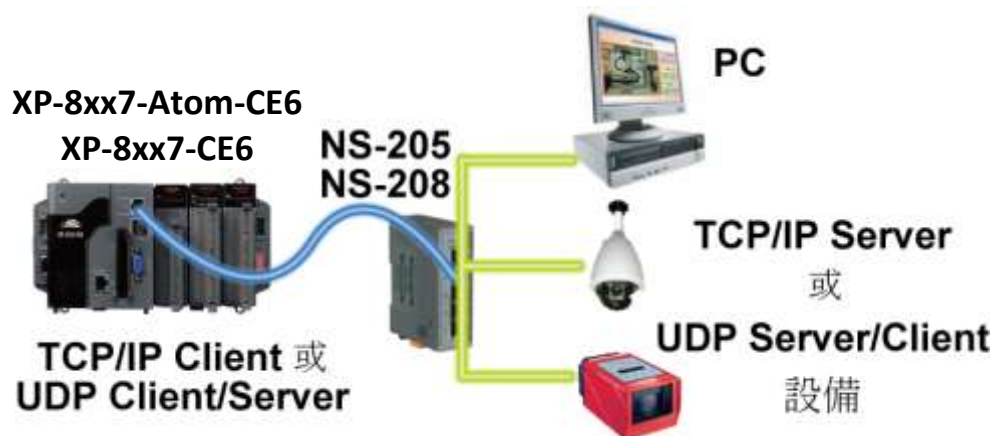 XP-8xx7-Atom-CE6
XP-8xx7-CE6
NS-205
NS-208
PC
TCP/IP Server
或
UDP Server/Client
設備
TCP/IP Client 或
UDP Client/Server